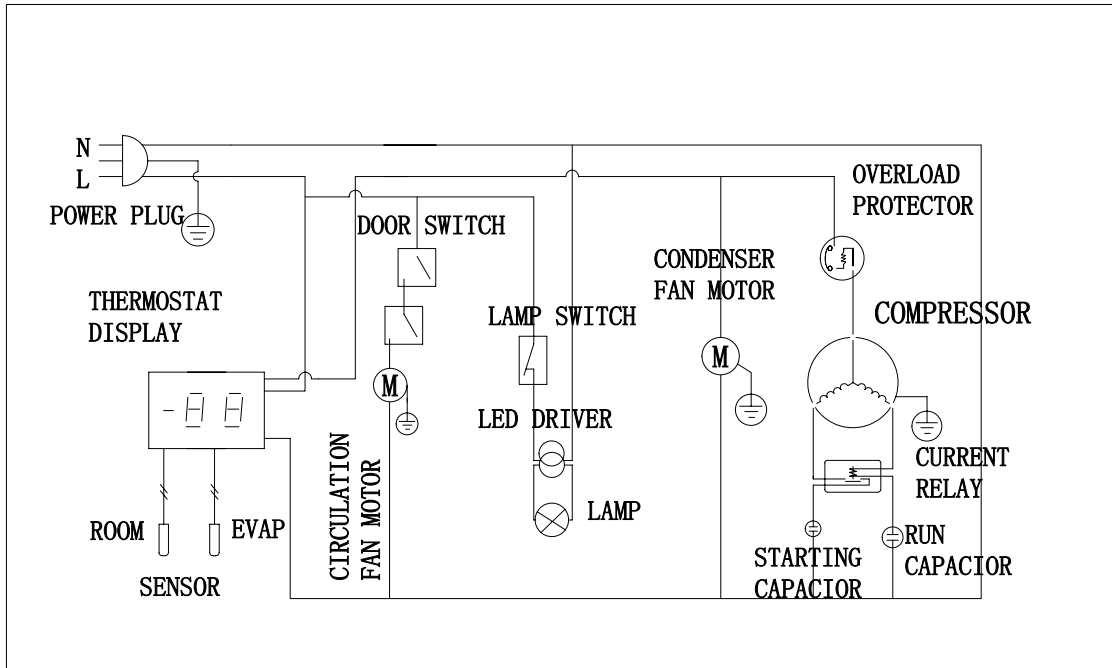 N
L
POWER PLUG
DOOR SWITCH
OVERLOAD
PROTECTOR
CONDENSER
FAN MOTOR
THERMOSTAT
DISPLAY
LAMP SWITCH
COMPRESSOR
M
M
-88
LED DRIVER
CIRCULATION
FAN MOTOR
CURRENT
RELAY
LAMP
ROOM
EVAP
SENSOR
STARTING
CAPACIOR
RUN
CAPACIOR